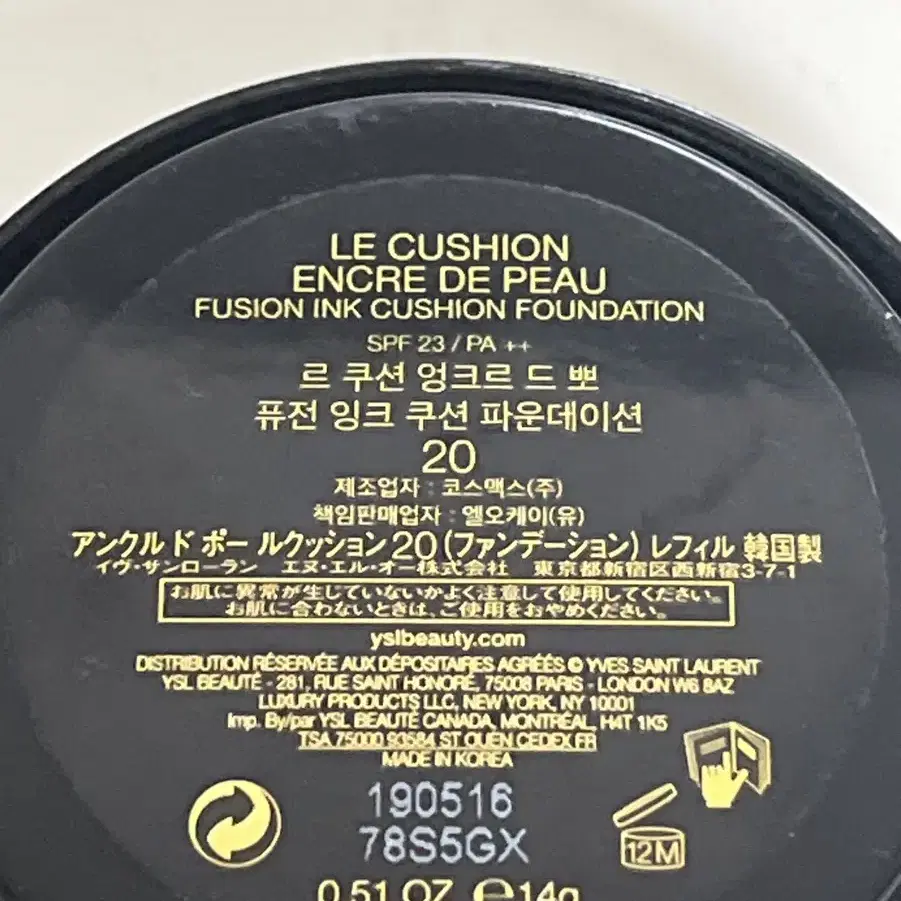 LE CUSHION
ENCRE DE PEAU
FUSION INK CUSHION FOUNDATION
SPF 23 / PA ++
르 쿠션 엉크르 드 뽀
퓨전 잉크 쿠션 파운데이션
20
제조업자 : 코스맥스(주)
책임판매업자 : 엘오케이(유)
アンクル ド ポー ルクッション20(ファンデーション) レフィル 韓国製
イヴ・サンローラン エヌ・エル・オー株式会社 東京都新宿区西新宿3-7-1
お肌に異常が生じていないかよく注意して使用してください。
お肌に合わないときは、ご使用をおやめください。
yslbeauty.com
DISTRIBUTION RÉSERVÉE AUX DÉPOSITAIRES AGRÉÉS © YVES SAINT LAURENT
YSL BEAUTÉ - 281, RUE SAINT HONORÉ, 75008 PARIS - LONDON W6 8AZ
LUXURY PRODUCTS LLC, NEW YORK, NY 10001
Imp. By/par YSL BEAUTÉ CANADA, MONTRÉAL, H4T 1K5
TSA 75000 93584 ST OUEN CEDEX FR
MADE IN KOREA
190516
78S5GX
12M
0.51 OZ. ℮14g